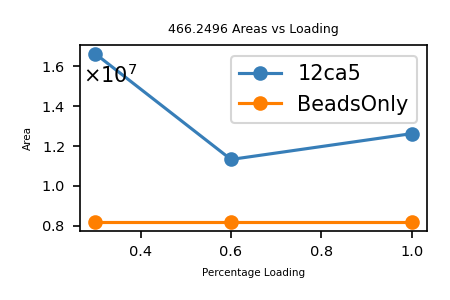 466.2496 Areas vs Loading
×10⁷
12ca5
BeadsOnly
Area
1.6
1.4
1.2
1.0
0.8
0.4
0.6
0.8
1.0
Percentage Loading